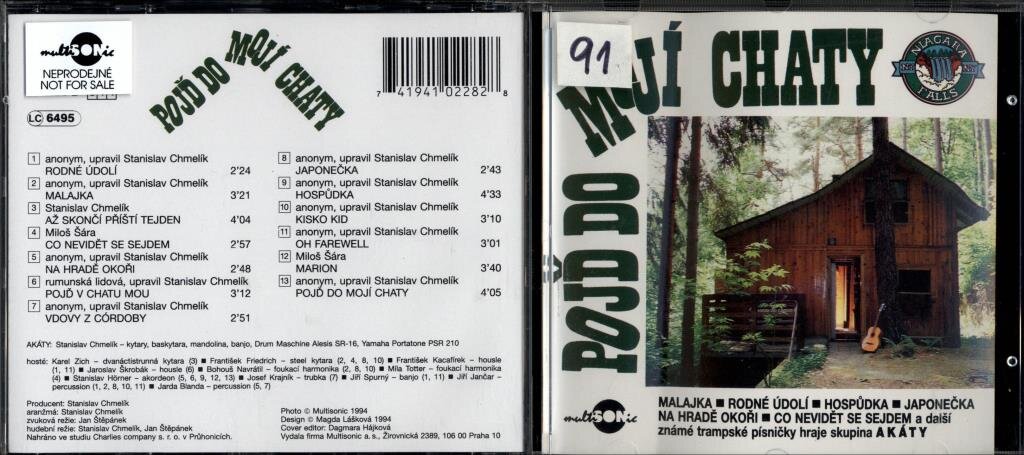 multiSONic
NEPRODEJNÉ
NOT FOR SALE
LC 6495
POJĎ DO MOJÍ CHATY
7 41941 02282 8
1 anonym, upravil Stanislav Chmelík
RODNÉ ÚDOLÍ 2'24
2 anonym, upravil Stanislav Chmelík
MALAJKA 3'21
3 Stanislav Chmelík
AŽ SKONČÍ PŘÍŠTÍ TEJDEN 4'04
4 Miloš Šára
CO NEVIDĚT SE SEJDEM 2'57
5 anonym, upravil Stanislav Chmelík
NA HRADĚ OKOŘI 2'48
6 rumunská lidová, upravil Stanislav Chmelík
POJĎ V CHATU MOU 3'12
7 anonym, upravil Stanislav Chmelík
VDOVY Z CÓRDOBY 2'51
8 anonym, upravil Stanislav Chmelík
JAPONEČKA 2'43
9 anonym, upravil Stanislav Chmelík
HOSPŮDKA 4'33
10 anonym, upravil Stanislav Chmelík
KISKO KID 3'10
11 anonym, upravil Stanislav Chmelík
OH FAREWELL 3'01
12 Miloš Šára
MARION 3'40
13 anonym, upravil Stanislav Chmelík
POJĎ DO MOJÍ CHATY 4'05
AKÁTY: Stanislav Chmelík - kytary, baskytara, mandolina, banjo, Drum Maschine Alesis SR-16, Yamaha Portatone PSR 210
hosté: Karel Zich - dvanáctistrunná kytara (3) ■ František Friedrich - steel kytara (2, 4, 8, 10) ■ František Kacafírek - housle
(1, 11) ■ Jaroslav Škrobák - housle (6) ■ Bohouš Navrátil - foukací harmonika (2, 8, 10) ■ Míla Totter - foukací harmonika
(4) ■ Stanislav Hörner - akordeon (5, 6, 9, 12, 13) ■ Josef Krajník - trubka (7) ■ Jiří Spurný - banjo (1, 11) ■ Jiří Jančar -
percussion (1, 2, 8, 10, 11) ■ Jarda Blanda - percussion (5, 7)
Producent: Stanislav Chmelík
aranžmá: Stanislav Chmelík
zvuková režie: Jan Štěpánek
hudební režie: Stanislav Chmelík, Jan Štěpánek
Nahráno ve studiu Charlies company s. r. o. v Průhonicích.
Photo © Multisonic 1994
Design © Magda Lášková 1994
Cover editor: Dagmara Hájková
Vydala firma Multisonic a. s., Žirovnická 2389, 106 00 Praha 10
91
POJĎ DO MOJÍ CHATY
NIAGARA
FALLS
multiSONic
MALAJKA ■ RODNÉ ÚDOLÍ ■ HOSPŮDKA ■ JAPONEČKA
NA HRADĚ OKOŘI ■ CO NEVIDĚT SE SEJDEM a další
známé trampské písničky hraje skupina AKÁTY